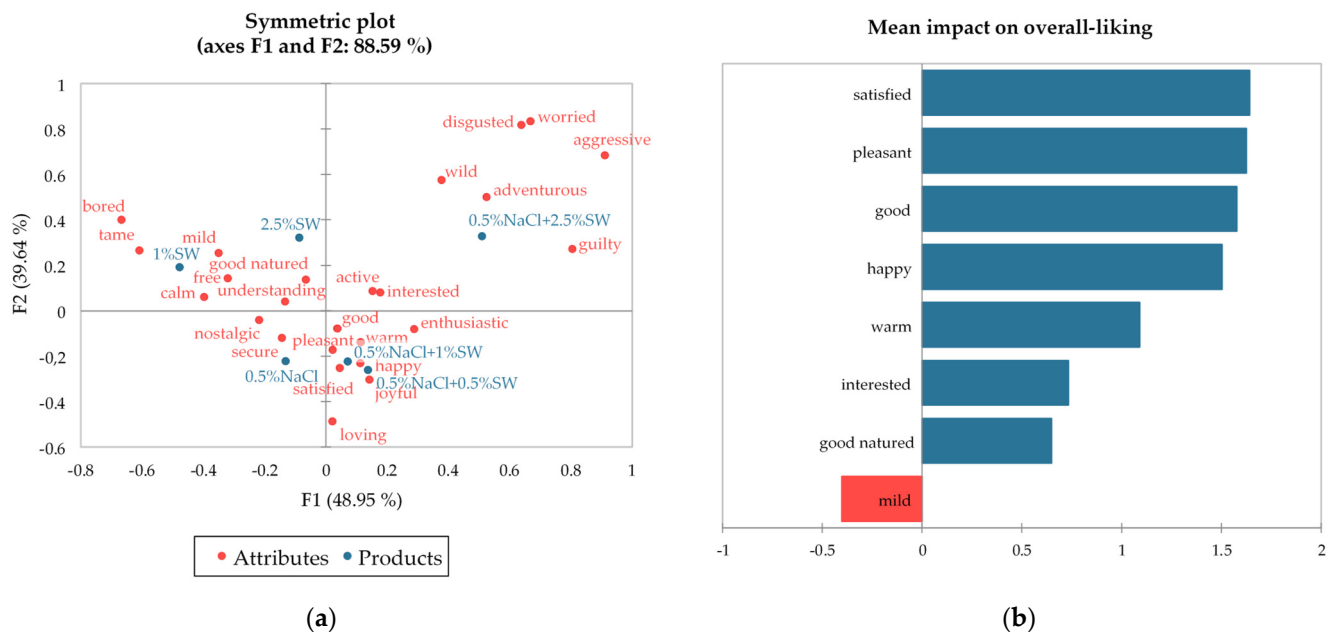 Symmetric plot
(axes F1 and F2: 88.59 %)
1
0.8
0.6
0.4
0.2
0
-0.2
-0.4
-0.6
F2 (39.64 %)
disgusted
worried
aggressive
wild
adventurous
bored
tame
mild
2.5%SW
0.5%NaCl+2.5%SW
1%SW
guilty
good natured
free
calm
understanding
active
interested
nostalgic
good
enthusiastic
secure
pleasant
warm
0.5%NaCl
0.5%NaCl+1%SW
happy
satisfied
0.5%NaCl+0.5%SW
joyful
loving
-0.8
-0.6
-0.4
-0.2
0
0.2
0.4
0.6
0.8
1
F1 (48.95 %)
Attributes
Products
(a)
Mean impact on overall-liking
satisfied
pleasant
good
happy
warm
interested
good natured
mild
-1
-0.5
0
0.5
1
1.5
2
(b)